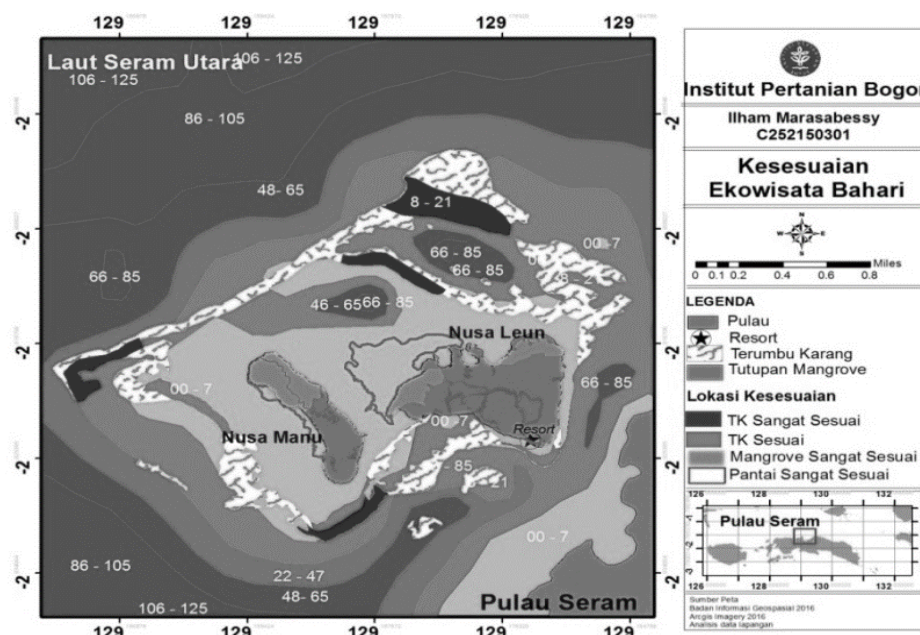 129 129 129 129 129
Laut Seram Utara
106 - 125
106 - 125
86 - 105
48- 65
8 - 21
00 - 7
66 - 85
66 - 85
66 - 85
46 - 65
66 - 85
Nusa Leun
66 - 85
00 - 7
00 - 7
Nusa Manu
Resort
85
21
00 - 7
86 - 105
22 - 47
48- 65
106 - 125
Pulau Seram
-2
-2
-2
-2
-2
-2
-2
-2
-2
-2
129 129 129 129 129
Institut Pertanian Bogor
Ilham Marasabessy
C252150301
Kesesuaian
Ekowisata Bahari
N
W E
S
Miles
0 0.1 0.2 0.4 0.6 0.8
LEGENDA
Pulau
Resort
Terumbu Karang
Tutupan Mangrove
Lokasi Kesesuaian
TK Sangat Sesuai
TK Sesuai
Mangrove Sangat Sesuai
Pantai Sangat Sesuai
126 128 130 132
Pulau Seram
-1
-2
-3
126 128 130 132
Sumber Peta
Badan Informasi Geospasial 2016
Arcgis Imagery 2016
Analisis data lapangan